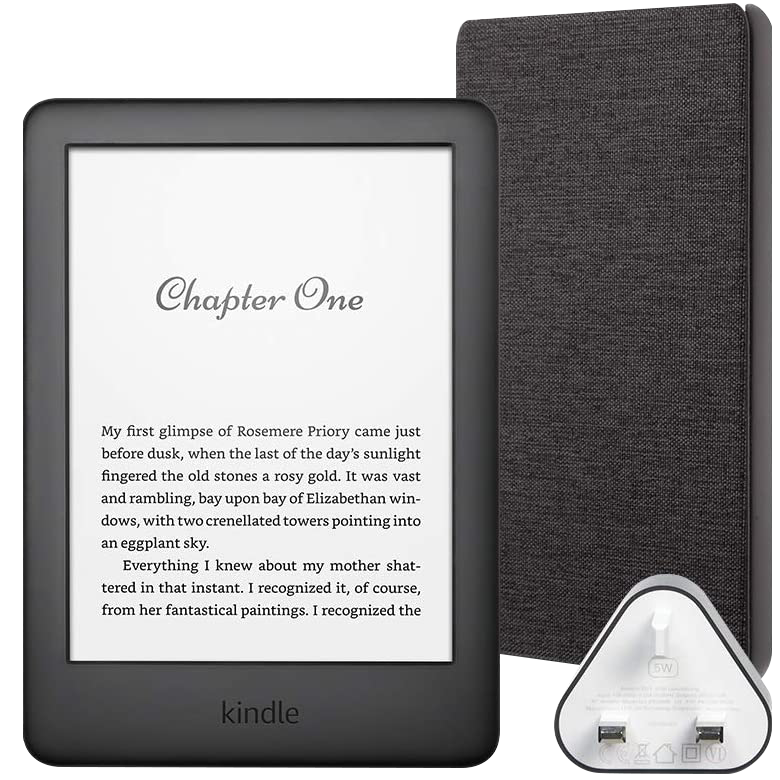 Chapter One
My first glimpse of Rosemere Priory came just
before dusk, when the last of the day's sunlight
fingered the old stones a rosy gold. It was vast
and rambling, bay upon bay of Elizabethan win-
dows, with two crenellated towers pointing into
an eggplant sky.
Everything I knew about my mother shat-
tered in that instant. I recognized it, of course,
from her fantastical paintings. I recognized the
kindle
5W